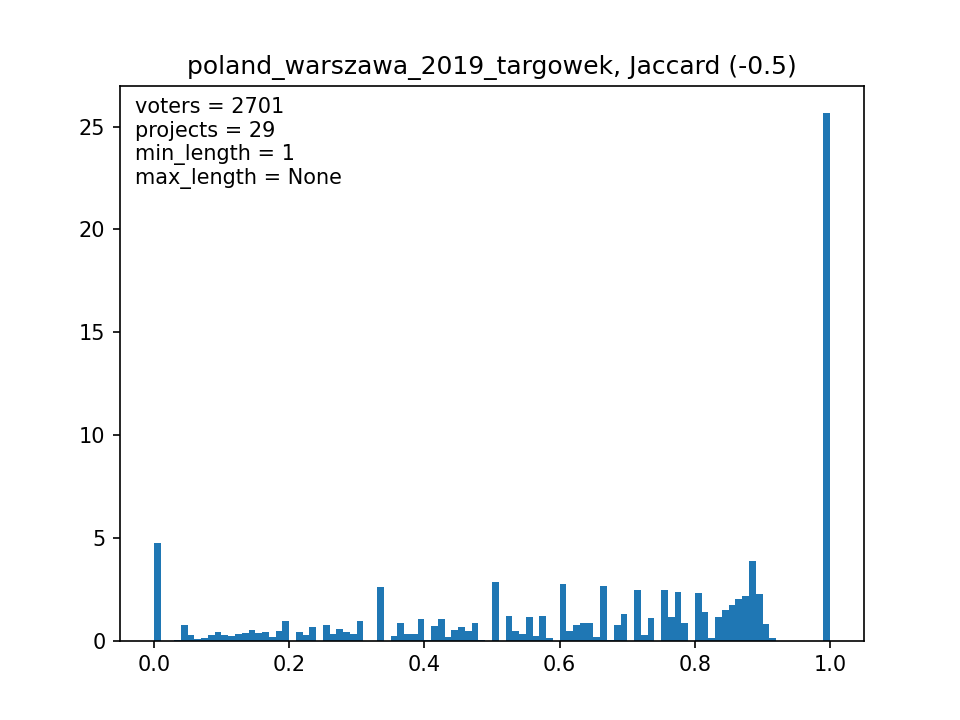 poland_warszawa_2019_targowek, Jaccard (-0.5)
voters = 2701
projects = 29
min_length = 1
max_length = None
25
20
15
10
5
0
0.0 0.2 0.4 0.6 0.8 1.0